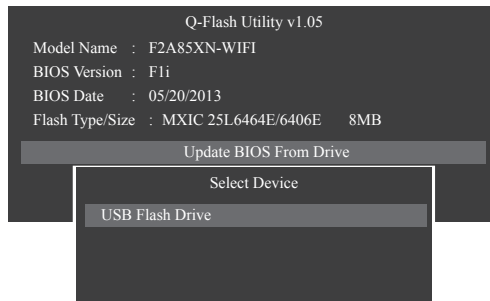 Q-Flash Utility v1.05
Model Name : F2A85XN-WIFI
BIOS Version : F1i
BIOS Date : 05/20/2013
Flash Type/Size : MXIC 25L6464E/6406E 8MB
Update BIOS From Drive
Select Device
USB Flash Drive